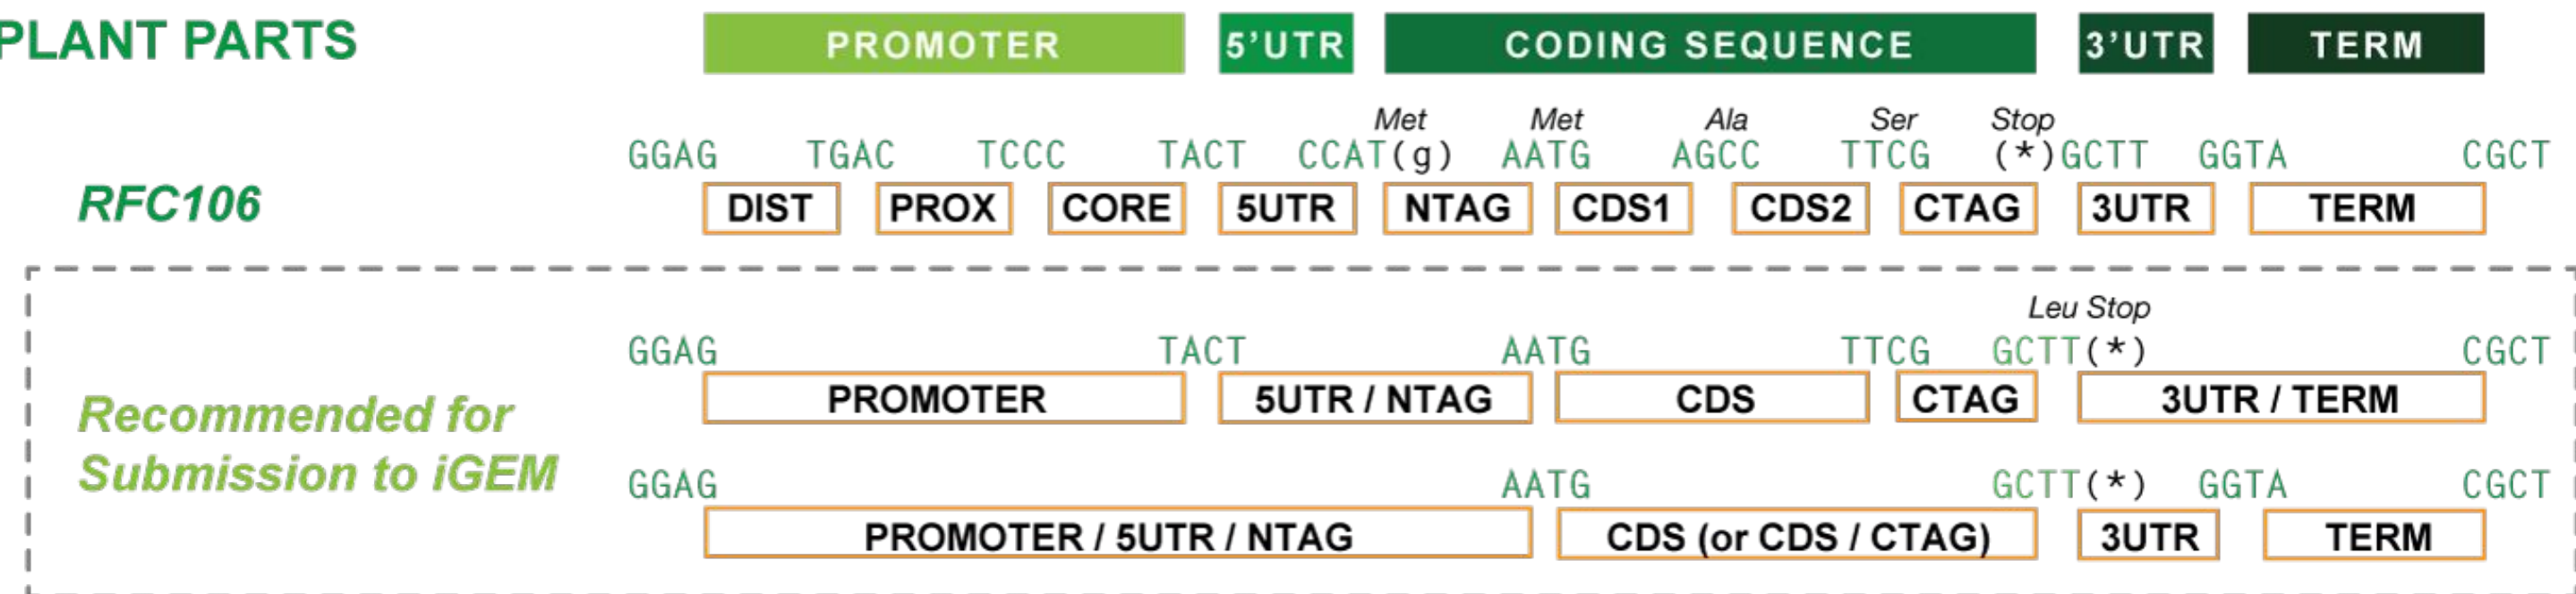 PLANT PARTS PROMOTER 5'UTR CODING SEQUENCE 3'UTR TERM
Met Met Ala Ser Stop
GGAG TGAC TCCC TACT CCAT(g) AATG AGCC TTCG (*)GCTT GGTA CGCT
RFC106 DIST PROX CORE 5UTR NTAG CDS1 CDS2 CTAG 3UTR TERM
Leu Stop
GGAG TACT AATG TTCG GCTT(*) CGCT
PROMOTER 5UTR / NTAG CDS CTAG 3UTR / TERM
Recommended for
Submission to iGEM
GGAG AATG GCTT(*) GGTA CGCT
PROMOTER / 5UTR / NTAG CDS (or CDS / CTAG) 3UTR TERM